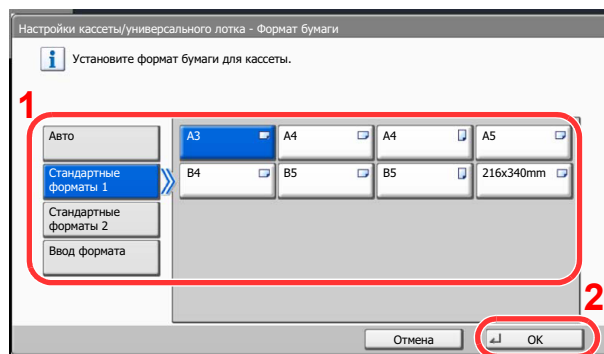 Настройки кассеты/универсального лотка - Формат бумаги
Установите формат бумаги для кассеты.
1
Авто
A3
A4
A4
A5
Стандартные
форматы 1
B4
B5
B5
216x340mm
Стандартные
форматы 2
Ввод формата
2
Отмена
OK